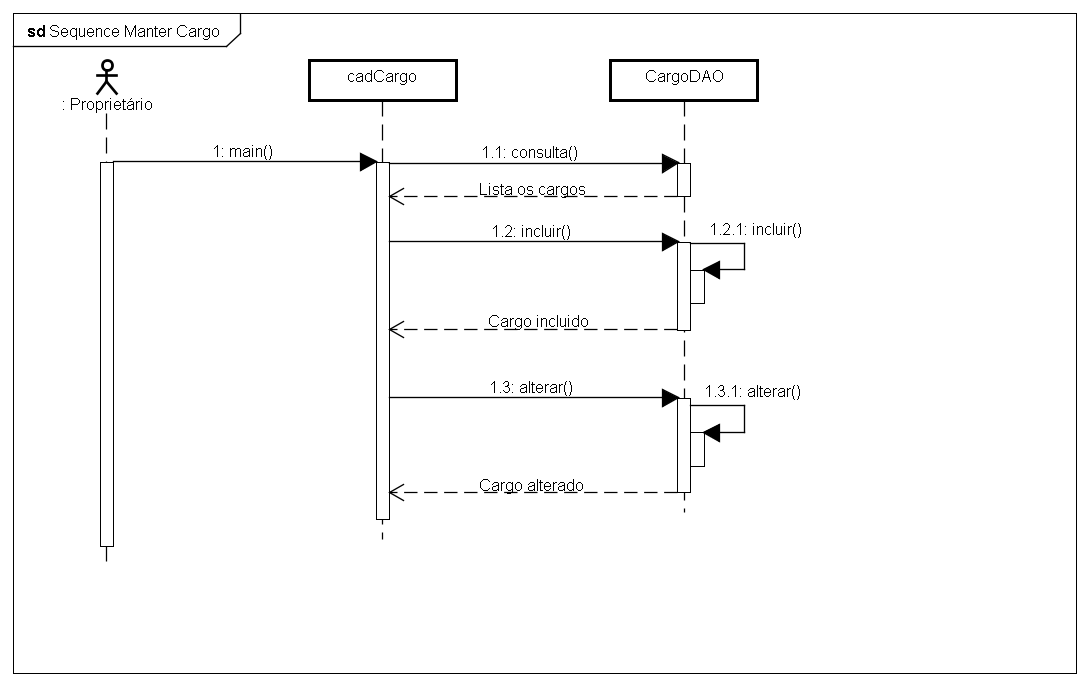 sd Sequence Manter Cargo
: Proprietário
cadCargo
CargoDAO
1: main()
1.1: consulta()
Lista os cargos
1.2: incluir()
1.2.1: incluir()
Cargo incluido
1.3: alterar()
1.3.1: alterar()
Cargo alterado